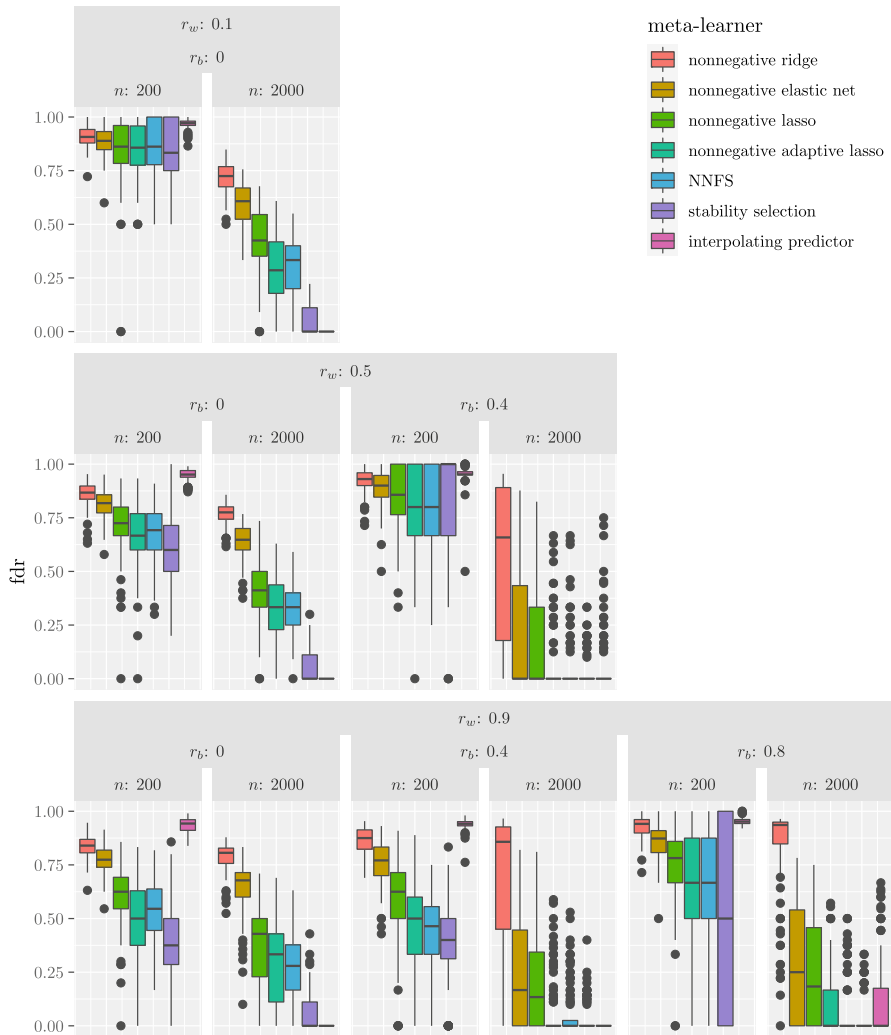 meta-learner
nonnegative ridge
nonnegative elastic net
nonnegative lasso
nonnegative adaptive lasso
NNFS
stability selection
interpolating predictor
r_w: 0.1
r_b: 0
n: 200 n: 2000
1.00
0.75
0.50
0.25
0.00
r_w: 0.5
r_b: 0 r_b: 0.4
n: 200 n: 2000 n: 200 n: 2000
1.00
0.75
0.50
0.25
0.00
fdr
r_w: 0.9
r_b: 0 r_b: 0.4 r_b: 0.8
n: 200 n: 2000 n: 200 n: 2000 n: 200 n: 2000
1.00
0.75
0.50
0.25
0.00